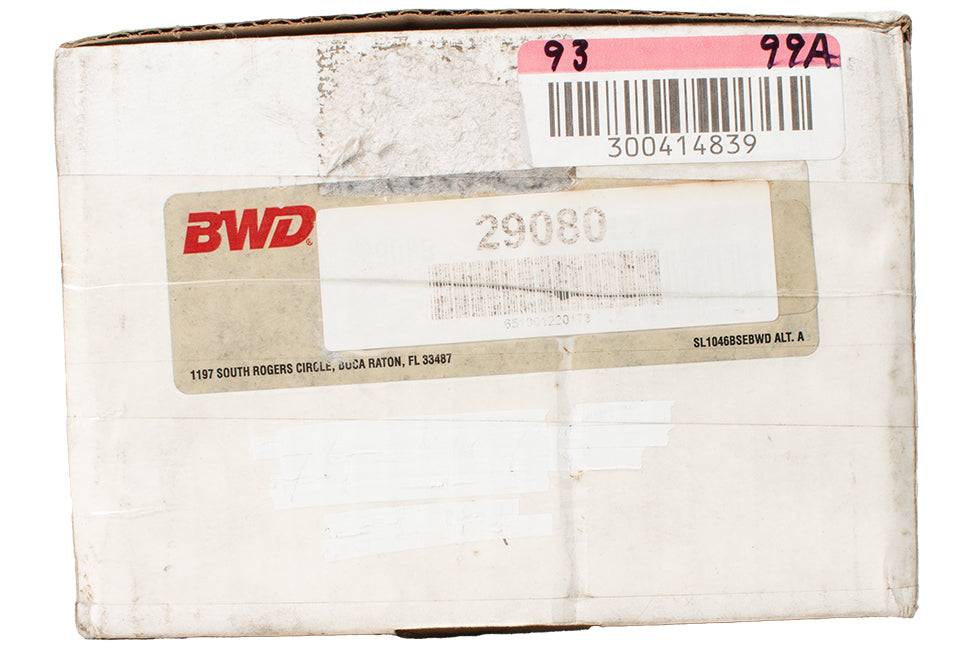 93 99A
300414839
BWD®
29080
SL1046BSEBWD ALT. A
1197 SOUTH ROGERS CIRCLE, BOCA RATON, FL 33487